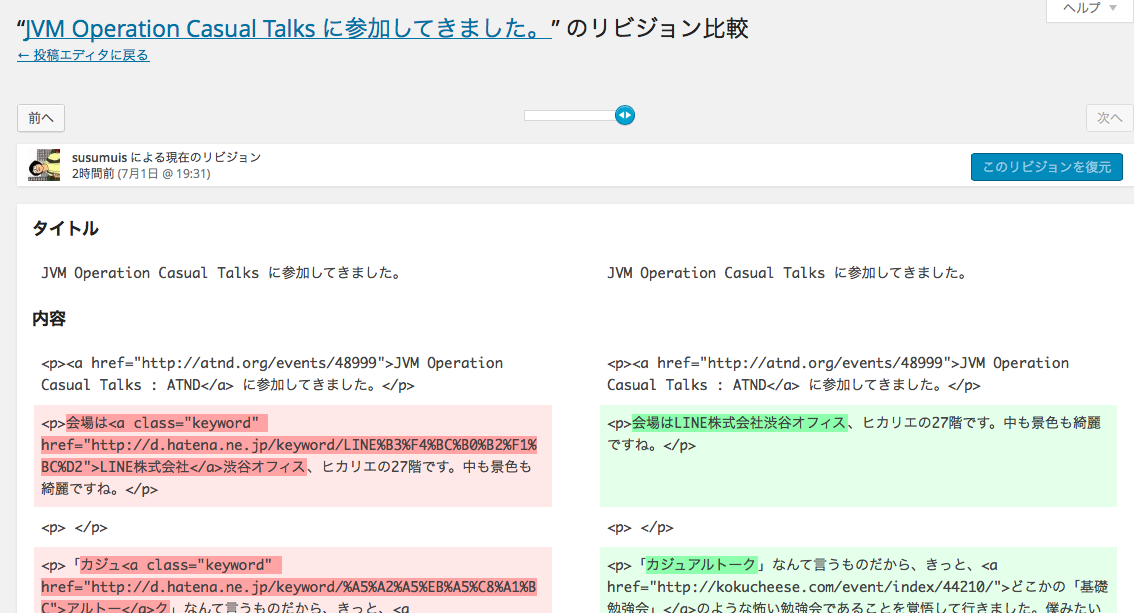 ヘルプ
“JVM Operation Casual Talks に参加してきました。” のリビジョン比較
← 投稿エディタに戻る
前へ
次へ
susumuis による現在のリビジョン
2時間前 (7月1日 @ 19:31)
このリビジョンを復元
タイトル
JVM Operation Casual Talks に参加してきました。
JVM Operation Casual Talks に参加してきました。
内容
<p><a href="http://atnd.org/events/48999">JVM Operation
Casual Talks : ATND</a> に参加してきました。</p>
<p><a href="http://atnd.org/events/48999">JVM Operation
Casual Talks : ATND</a> に参加してきました。</p>
<p>会場は<a class="keyword"
href="http://d.hatena.ne.jp/keyword/LINE%B3%F4%BC%B0%B2%F1%
BC%D2">LINE株式会社</a>渋谷オフィス、ヒカリエの27階です。中も景色も
綺麗ですね。</p>
<p>会場はLINE株式会社渋谷オフィス、ヒカリエの27階です。中も景色も綺麗
ですね。</p>
<p> </p>
<p> </p>
<p>「カジュ<a class="keyword"
href="http://d.hatena.ne.jp/keyword/%A5%A2%A5%EB%A5%C8%A1%B
C">アルトー</a>ク」なんて言うものだから、きっと、<a
<p>「カジュアルトーク」なんて言うものだから、きっと、<a
href="http://kokucheese.com/event/index/44210/">どこかの「基礎
勉強会」</a>のような怖い勉強会であることを覚悟して行きました。僕みたい